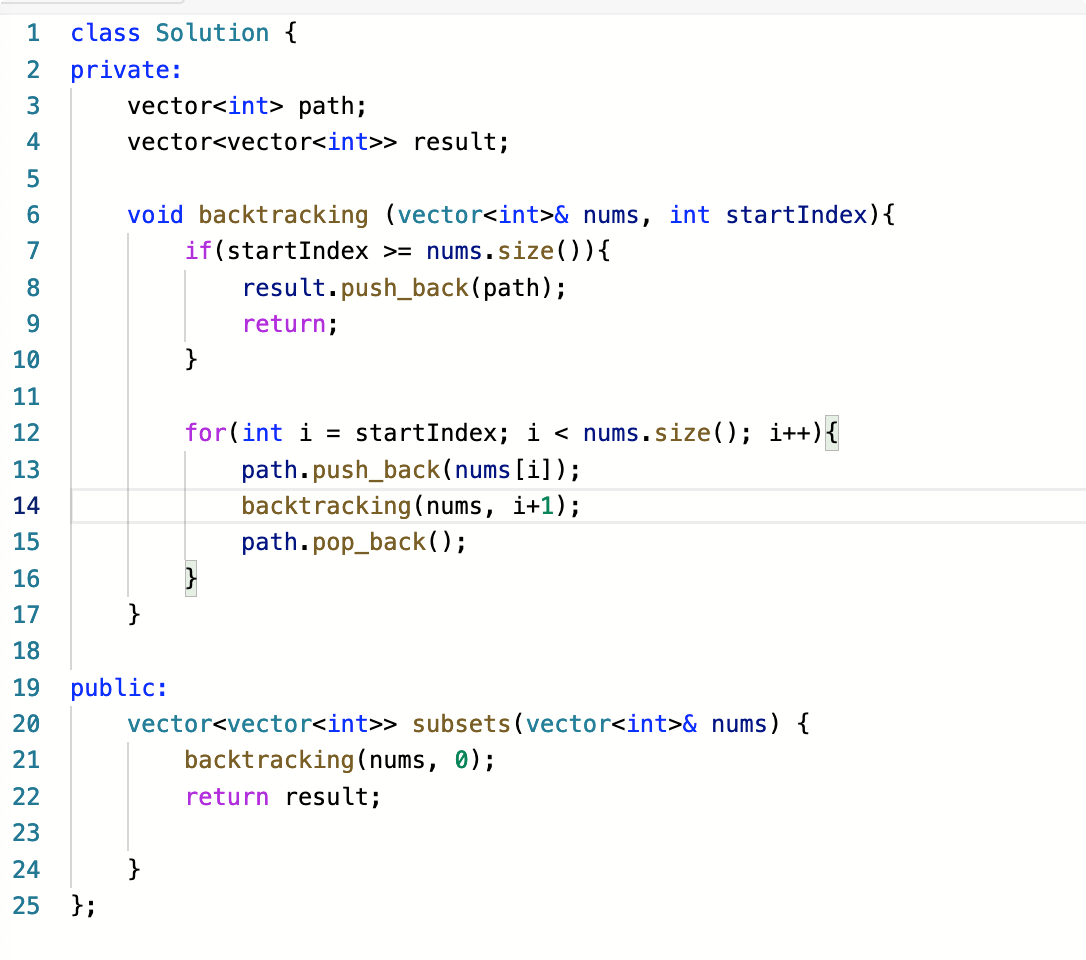 1 class Solution {
2 private:
3     vector<int> path;
4     vector<vector<int>> result;
5
6     void backtracking (vector<int>& nums, int startIndex){
7         if(startIndex >= nums.size()){
8             result.push_back(path);
9             return;
10         }
11
12         for(int i = startIndex; i < nums.size(); i++){
13             path.push_back(nums[i]);
14             backtracking(nums, i+1);
15             path.pop_back();
16         }
17     }
18
19 public:
20     vector<vector<int>> subsets(vector<int>& nums) {
21         backtracking(nums, 0);
22         return result;
23
24     }
25 };